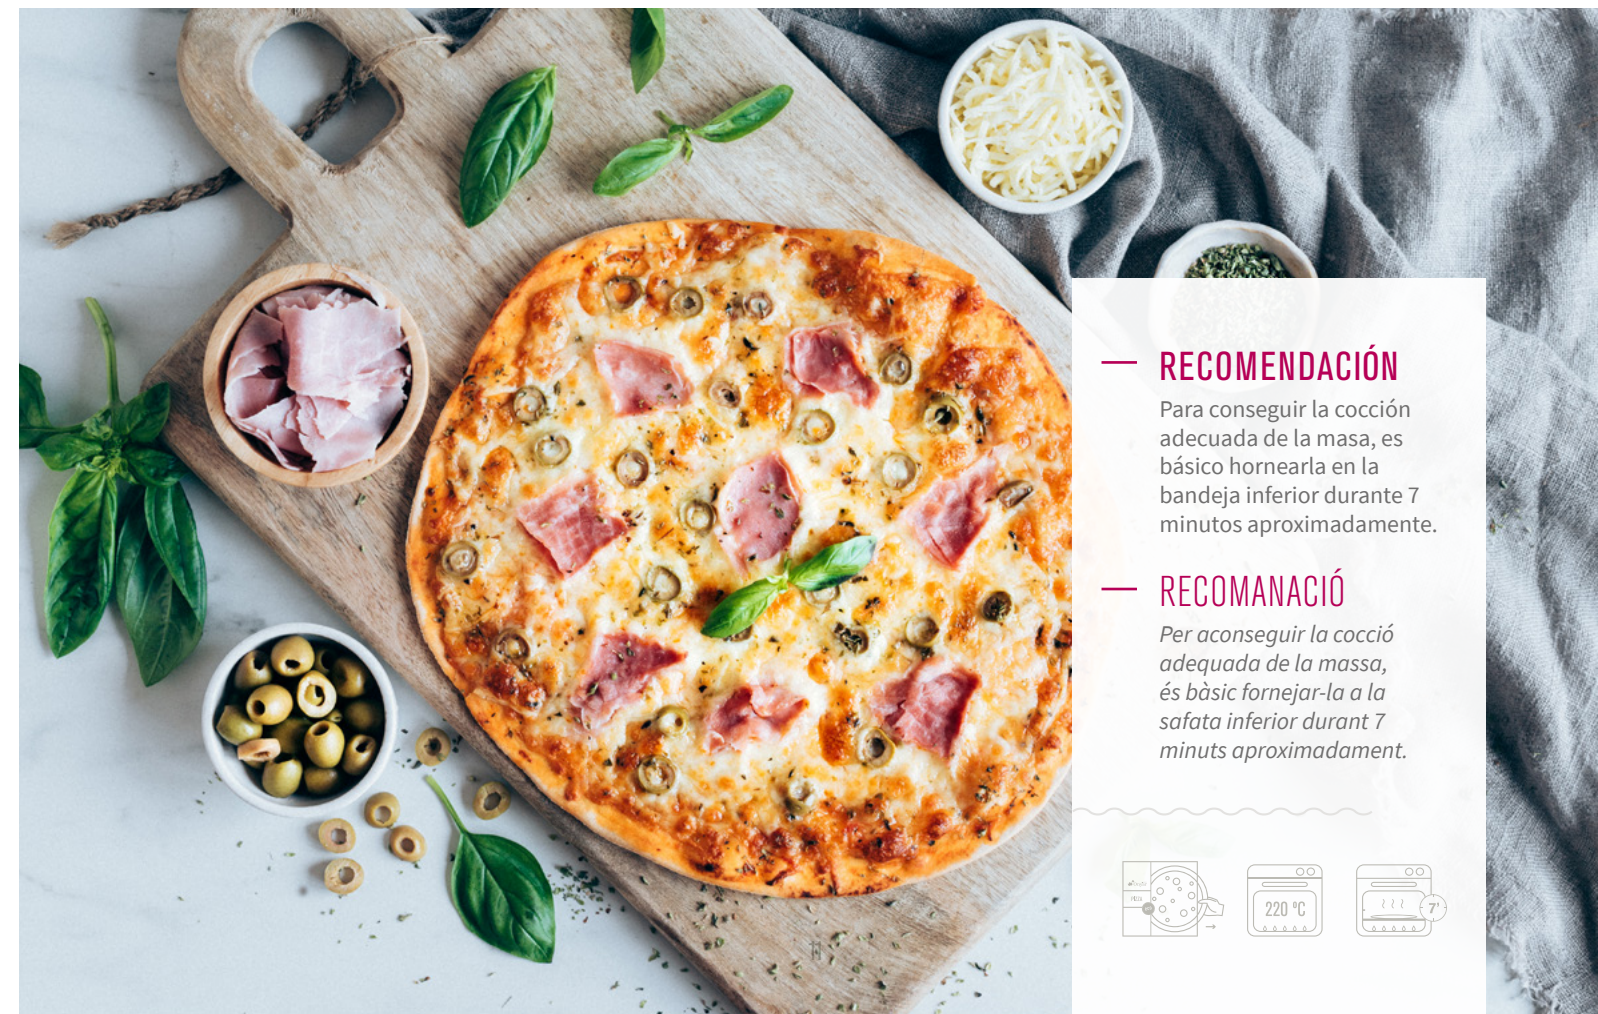 RECOMENDACIÓN
Para conseguir la cocción
adecuada de la masa, es
básico hornearla en la
bandeja inferior durante 7
minutos aproximadamente.
RECOMANACIÓ
Per aconseguir la cocció
adequada de la massa,
és bàsic fornejar-la a la
safata inferior durant 7
minuts aproximadament.
PIZZA
220 ºC
7'